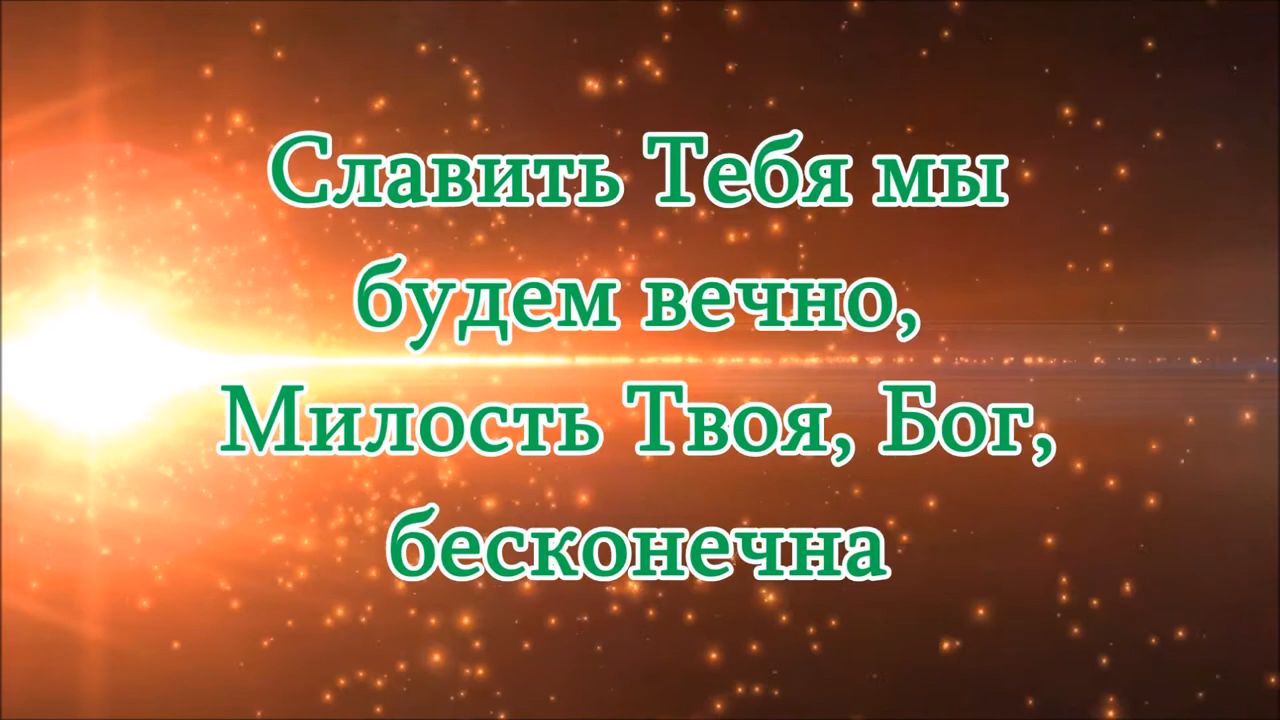 Славить Тебя мы
будем вечно,
Милость Твоя, Бог,
бесконечна